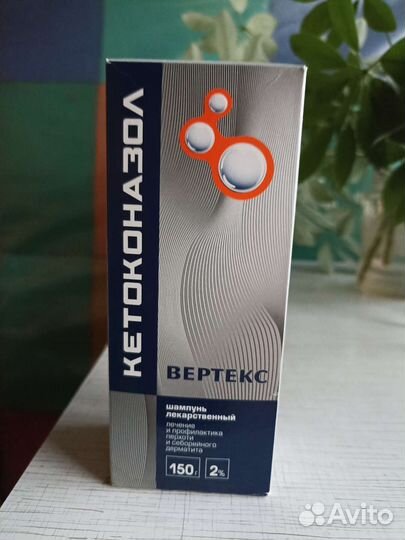 КЕТОКОНАЗОЛ
ВЕРТЕКС
шампунь
лекарственный
лечение
и профилактика
перхоти
и себорейного
дерматита
150 г
2%
Avito